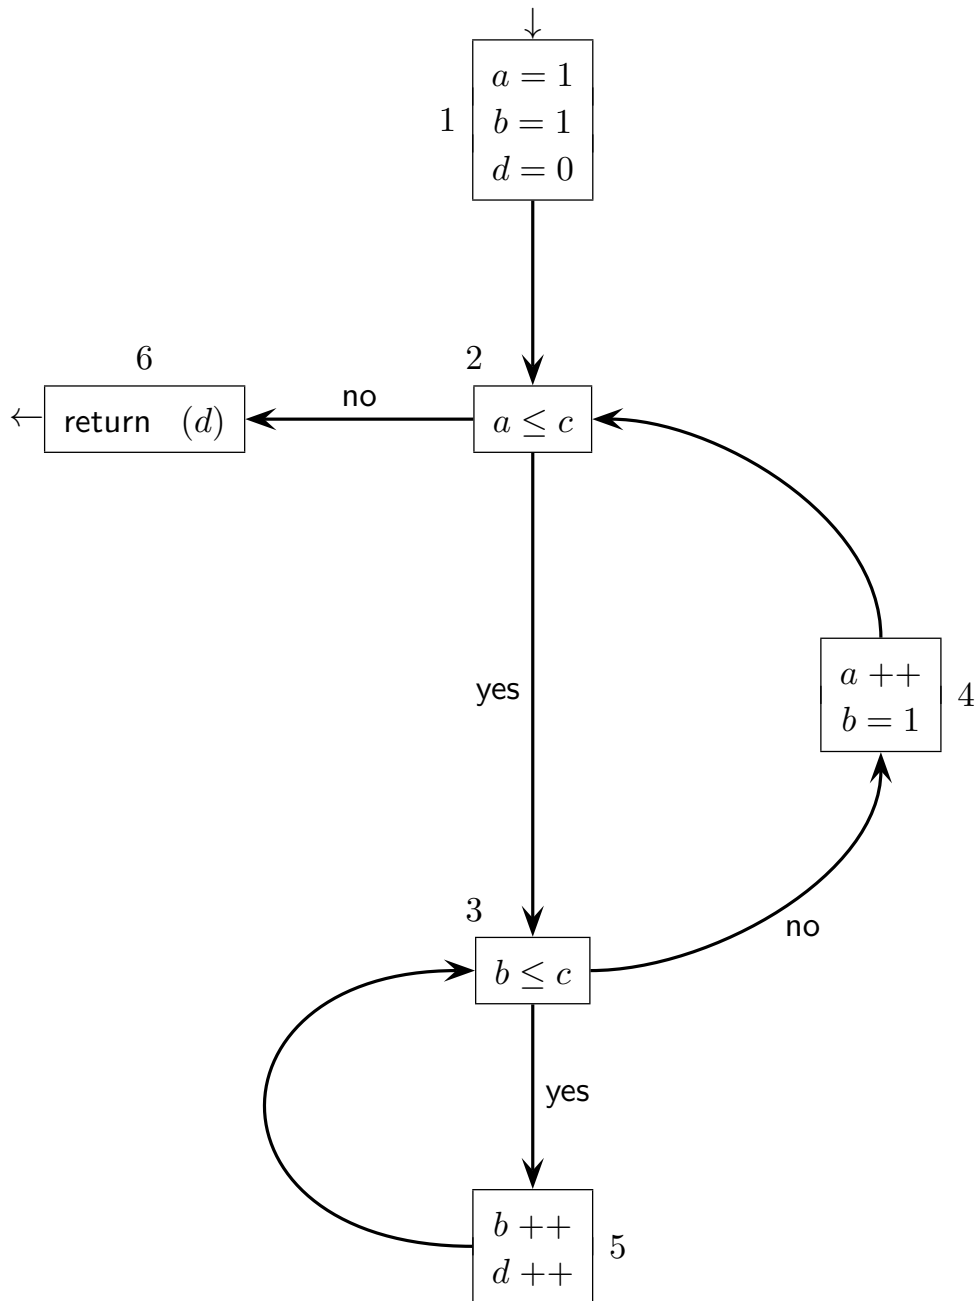 ↓
a = 1
1
b = 1
d = 0
6
2
← return (d)
no
a ≤ c
yes
a ++
b = 1
4
3
b ≤ c
no
yes
b ++
d ++
5